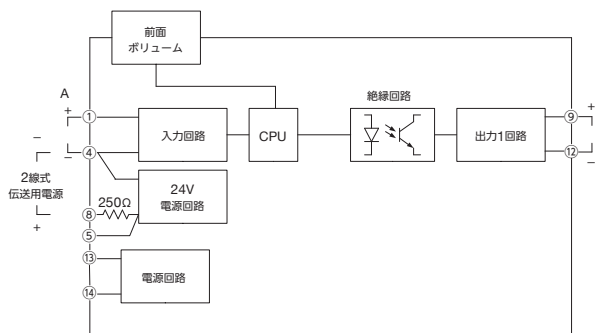 前面
ボリューム
A
絶縁回路
+
①
入力回路
CPU
出力1回路
⑨
+
−
④
−
⑫
−
2線式
伝送用電源
24V
電源回路
250Ω
⑧
+
⑤
⑬
電源回路
⑭